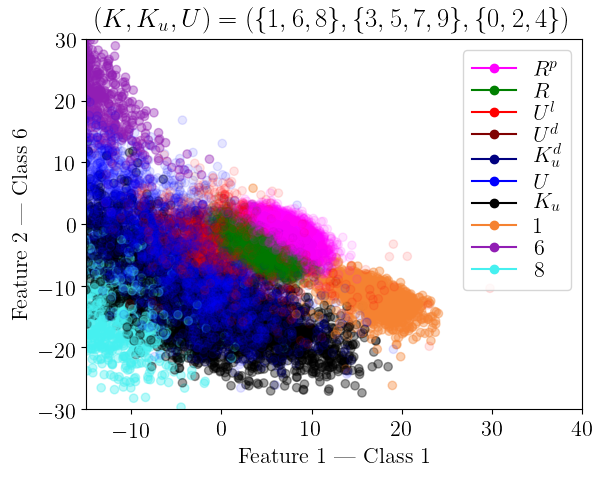 (K, K_u, U) = ({1, 6, 8}, {3, 5, 7, 9}, {0, 2, 4})
30
20
10
0
−10
−20
−30
Feature 2 — Class 6
R^p
R
U^l
U^d
K_u^d
U
K_u
1
6
8
−10
0
10
20
30
40
Feature 1 — Class 1